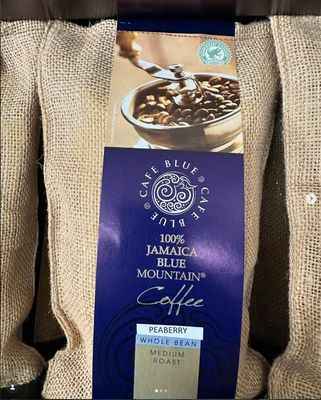 CAFE BLUE ® CAFE BLUE ®
100%
JAMAICA
BLUE
MOUNTAIN®
Coffee
PEABERRY
WHOLE BEAN
MEDIUM
ROAST